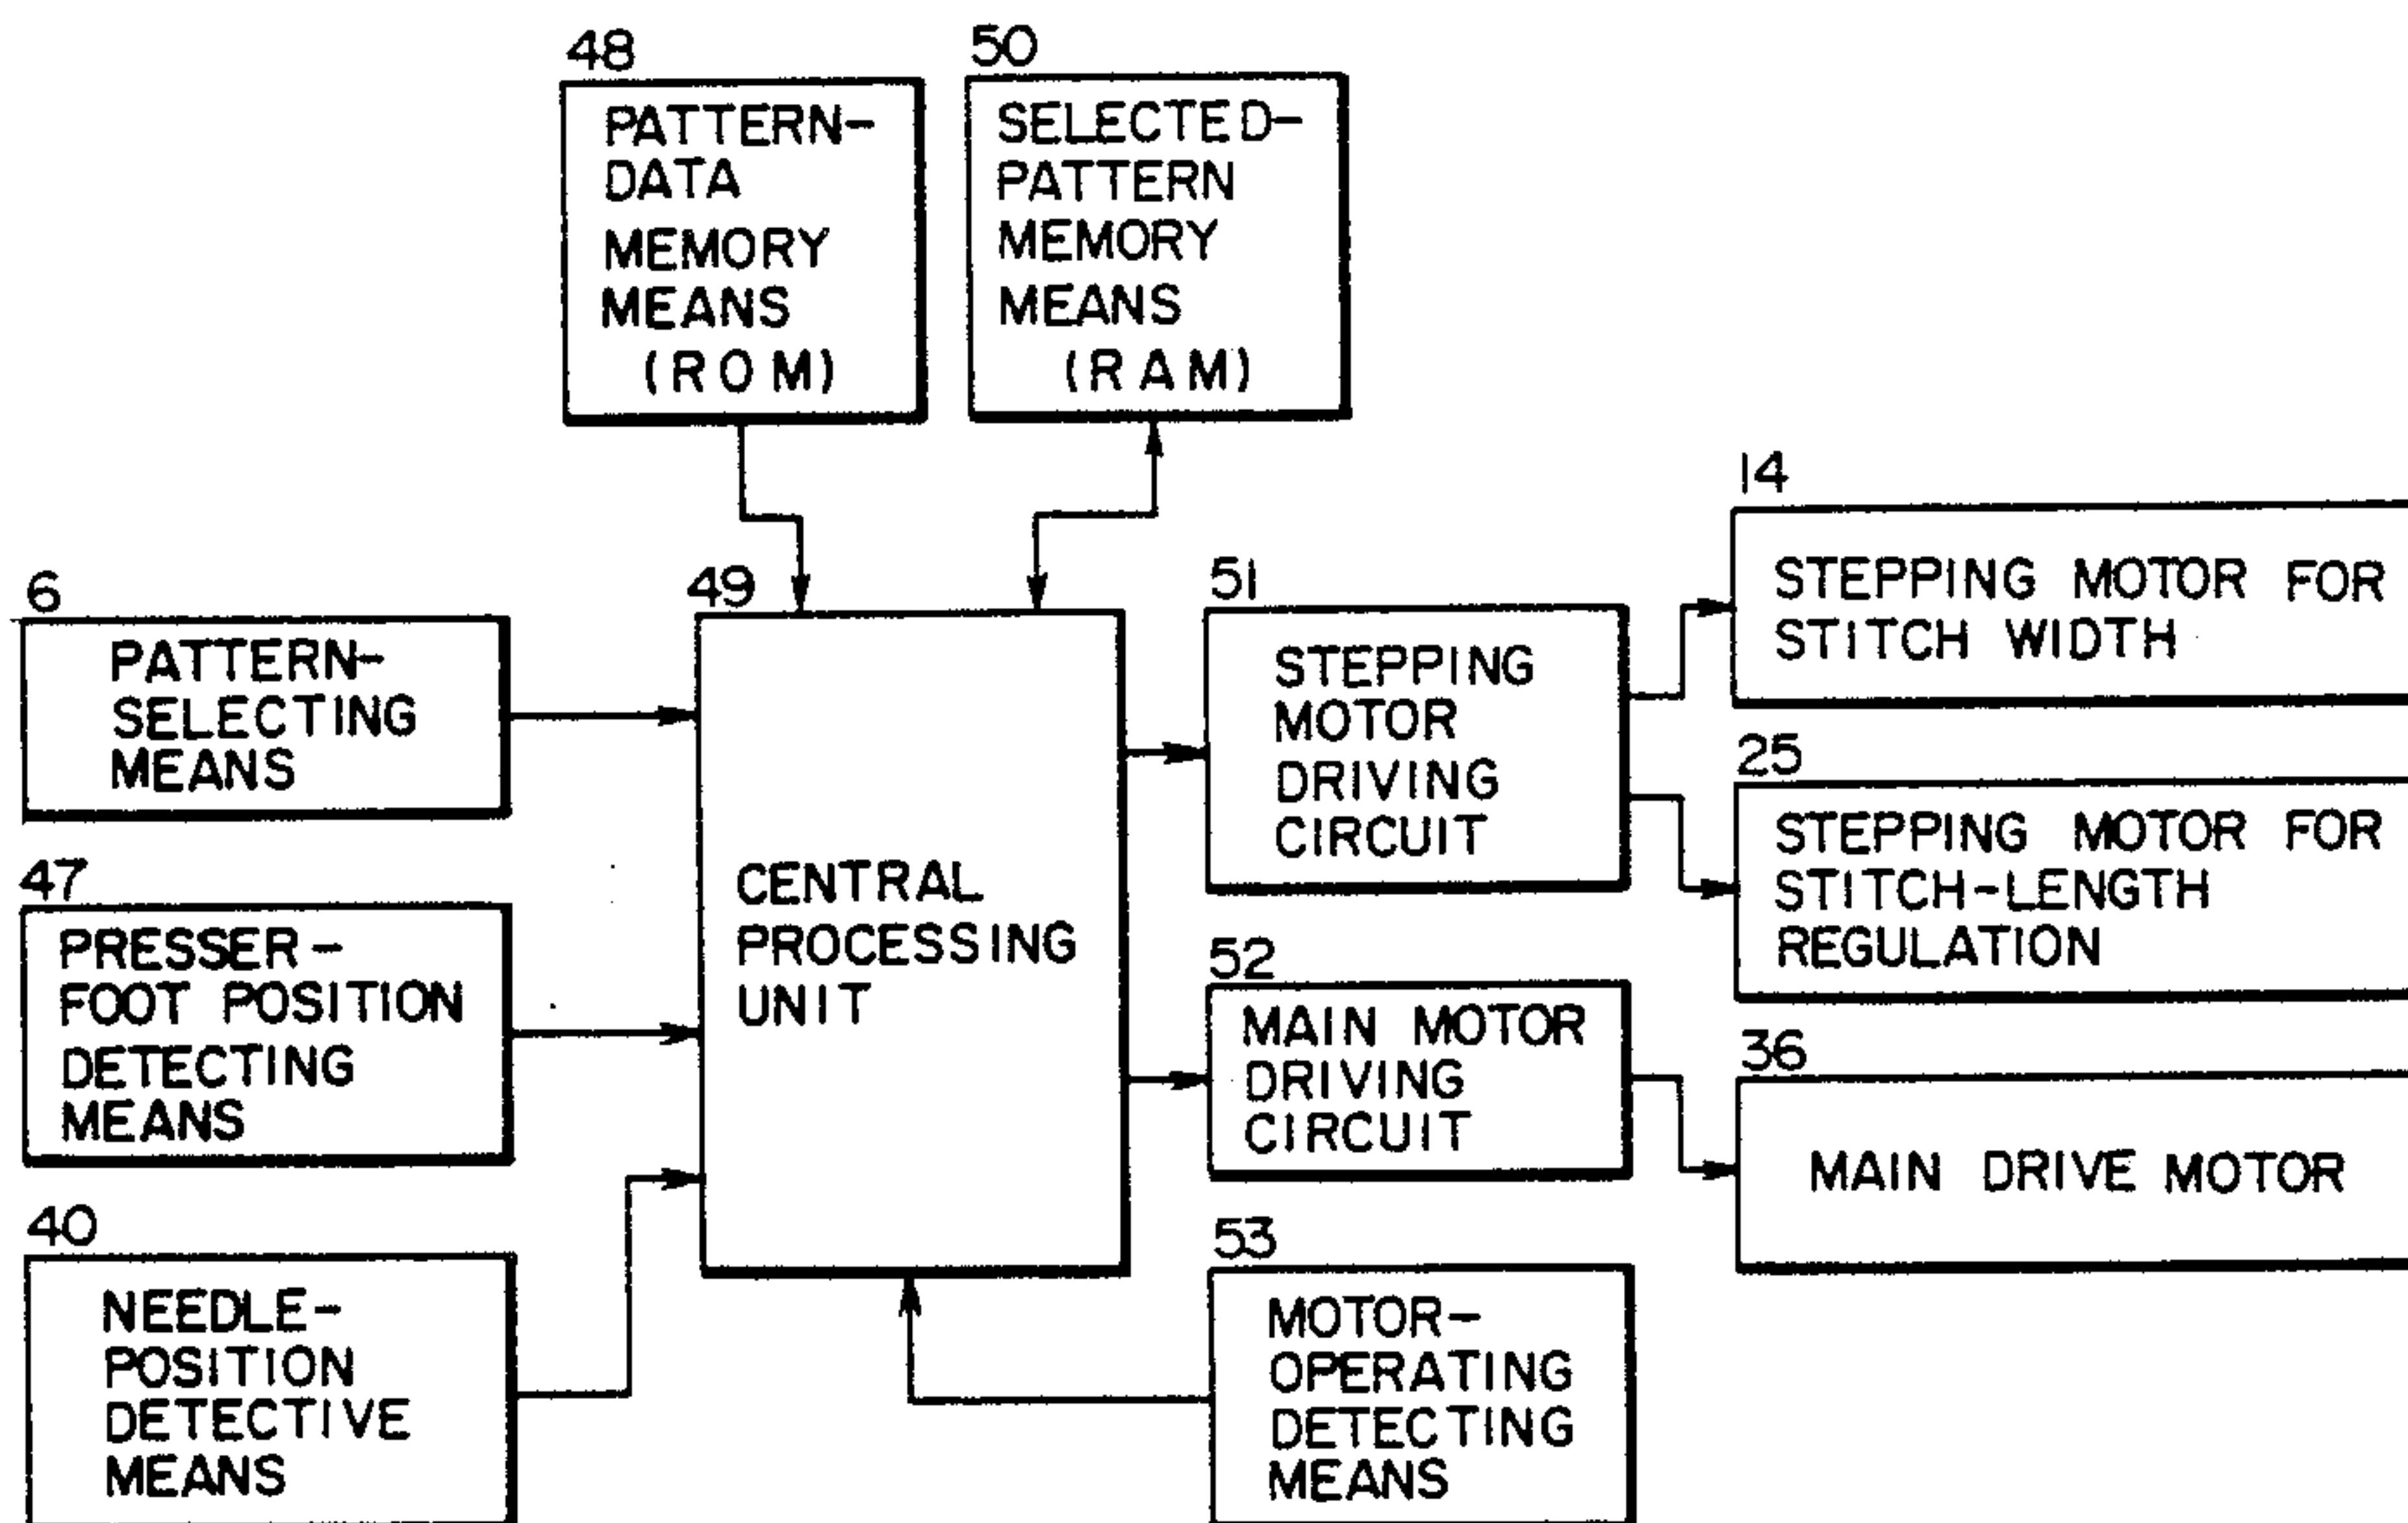 48
PATTERN-
DATA
MEMORY
MEANS
(ROM)
50
SELECTED-
PATTERN
MEMORY
MEANS
(RAM)
6
PATTERN-
SELECTING
MEANS
47
PRESSER-
FOOT POSITION
DETECTING
MEANS
40
NEEDLE-
POSITION
DETECTIVE
MEANS
49
CENTRAL
PROCESSING
UNIT
51
STEPPING
MOTOR
DRIVING
CIRCUIT
52
MAIN MOTOR
DRIVING
CIRCUIT
53
MOTOR-
OPERATING
DETECTING
MEANS
14
STEPPING MOTOR FOR
STITCH WIDTH
25
STEPPING MOTOR FOR
STITCH-LENGTH
REGULATION
36
MAIN DRIVE MOTOR